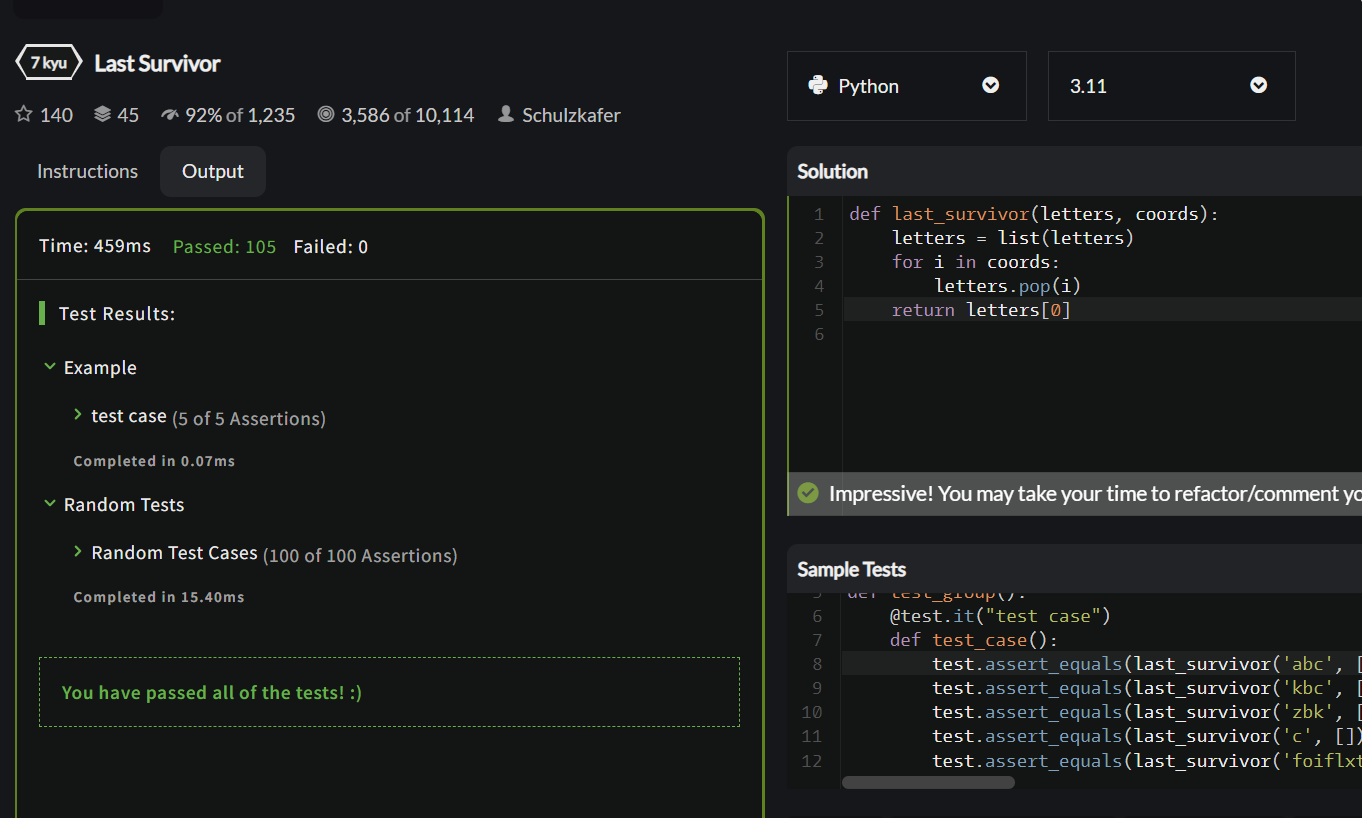 7 kyu Last Survivor
140 45 92% of 1,235 3,586 of 10,114 Schulzkafer
Instructions Output
Time: 459ms Passed: 105 Failed: 0
Test Results:
Example
test case (5 of 5 Assertions)
Completed in 0.07ms
Random Tests
Random Test Cases (100 of 100 Assertions)
Completed in 15.40ms
You have passed all of the tests! :)
Python 3.11
Solution
1 def last_survivor(letters, coords):
2     letters = list(letters)
3     for i in coords:
4         letters.pop(i)
5     return letters[0]
6
Impressive! You may take your time to refactor/comment yo
Sample Tests
5 def test_group():
6     @test.it("test case")
7     def test_case():
8         test.assert_equals(last_survivor('abc', [
9         test.assert_equals(last_survivor('kbc', [
10         test.assert_equals(last_survivor('zbk', [
11         test.assert_equals(last_survivor('c', [])
12         test.assert_equals(last_survivor('foiflxt